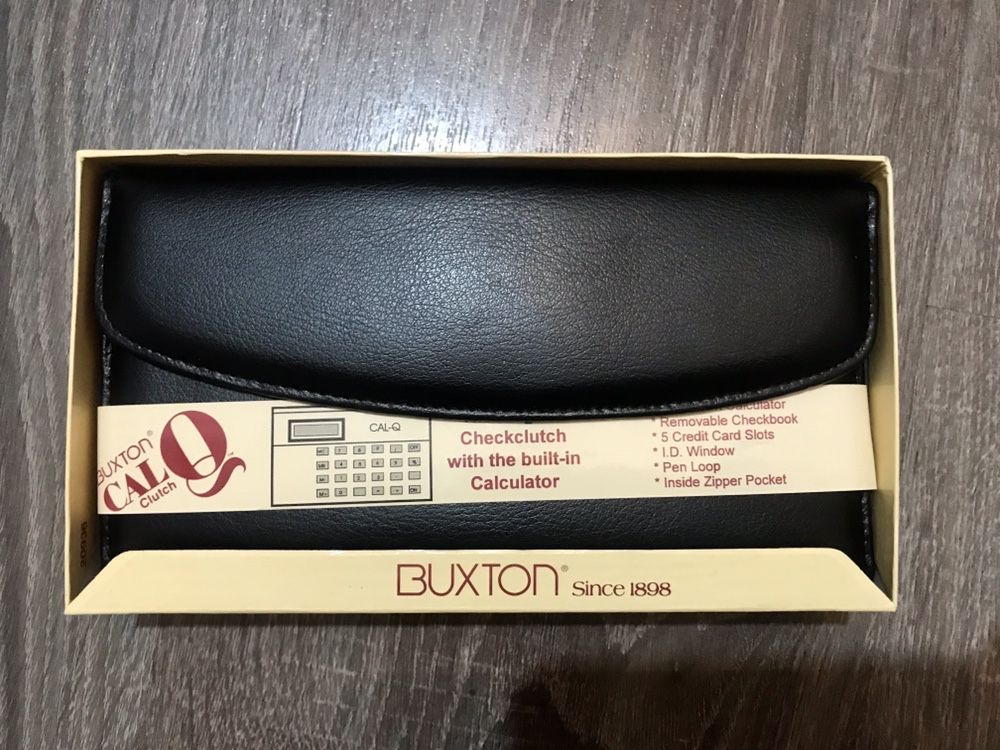 BUXTON®
CAL Q™
Clutch
CAL-Q
Checkclutch
with the built-in
Calculator
Calculator
* Removable Checkbook
* 5 Credit Card Slots
* I.D. Window
* Pen Loop
* Inside Zipper Pocket
BUXTON® Since 1898